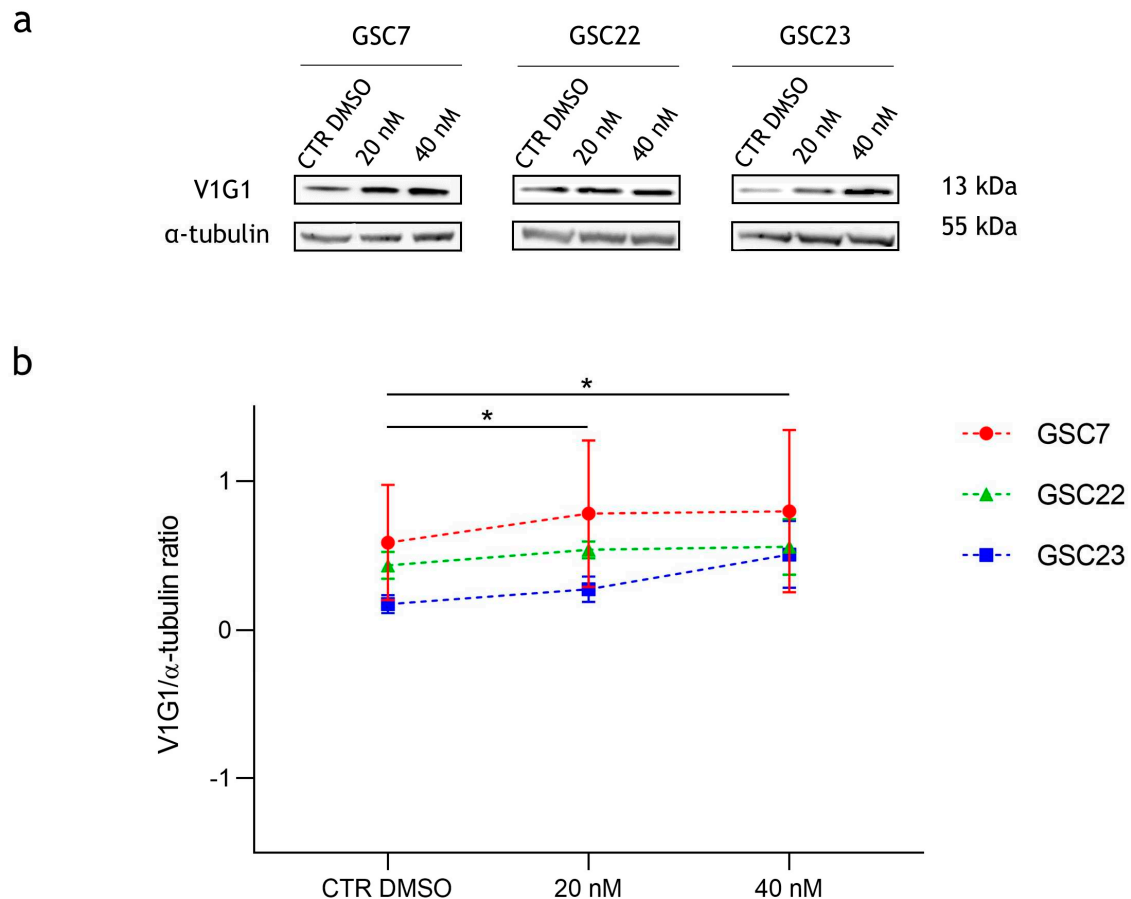 a
GSC7 GSC22 GSC23
CTR DMSO 20 nM 40 nM CTR DMSO 20 nM 40 nM CTR DMSO 20 nM 40 nM
V1G1 13 kDa
α-tubulin 55 kDa
b
*
*
GSC7
GSC22
GSC23
1
0
-1
V1G1/α-tubulin ratio
CTR DMSO 20 nM 40 nM